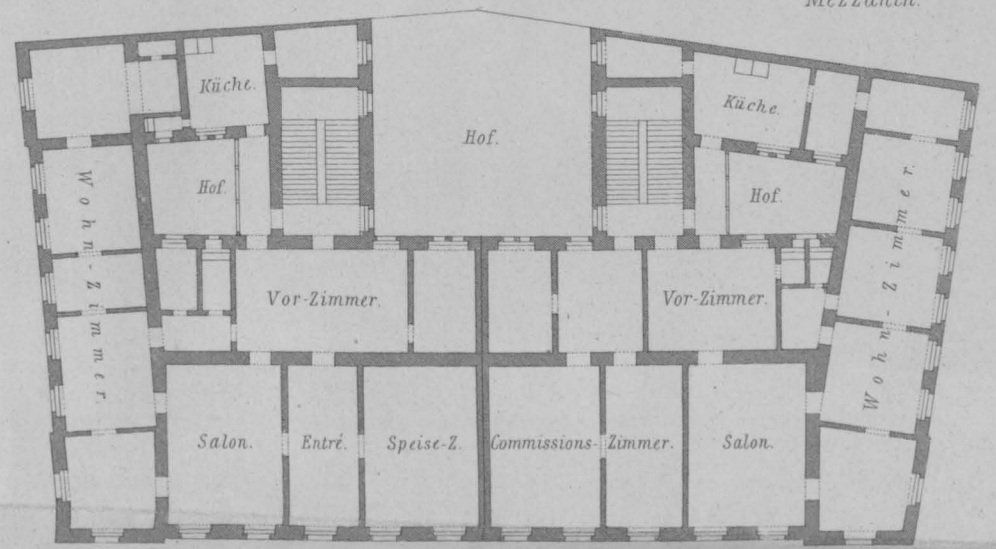 Mezzanin.
Küche.
Küche.
Hof.
Hof.
Hof.
Wohn-Zimmer.
Wohn-Zimmer.
Vor-Zimmer.
Vor-Zimmer.
Salon.
Entré.
Speise-Z.
Commissions-Zimmer.
Salon.